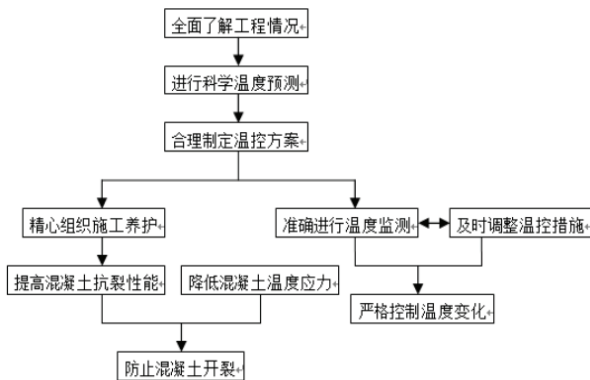 全面了解工程情况
进行科学温度预测
合理制定温控方案
精心组织施工养护
准确进行温度监测
及时调整温控措施
提高混凝土抗裂性能
降低混凝土温度应力
严格控制温度变化
防止混凝土开裂